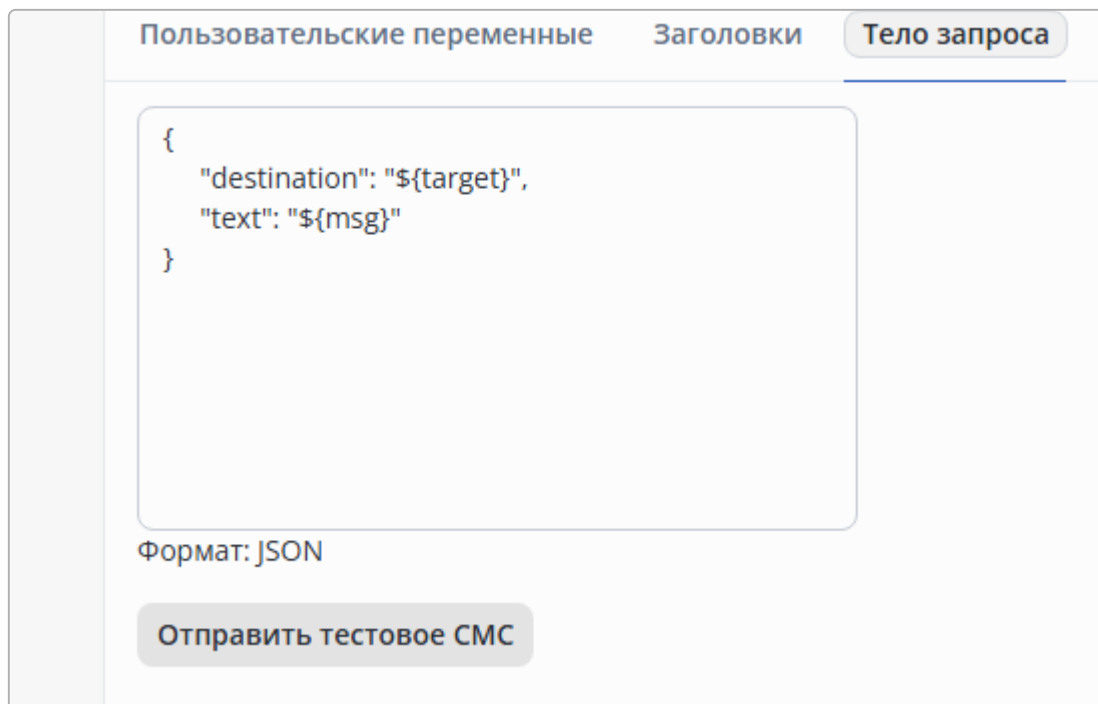 Пользовательские переменные Заголовки Тело запроса
{
"destination": "${target}",
"text": "${msg}"
}
Формат: JSON
Отправить тестовое СМС